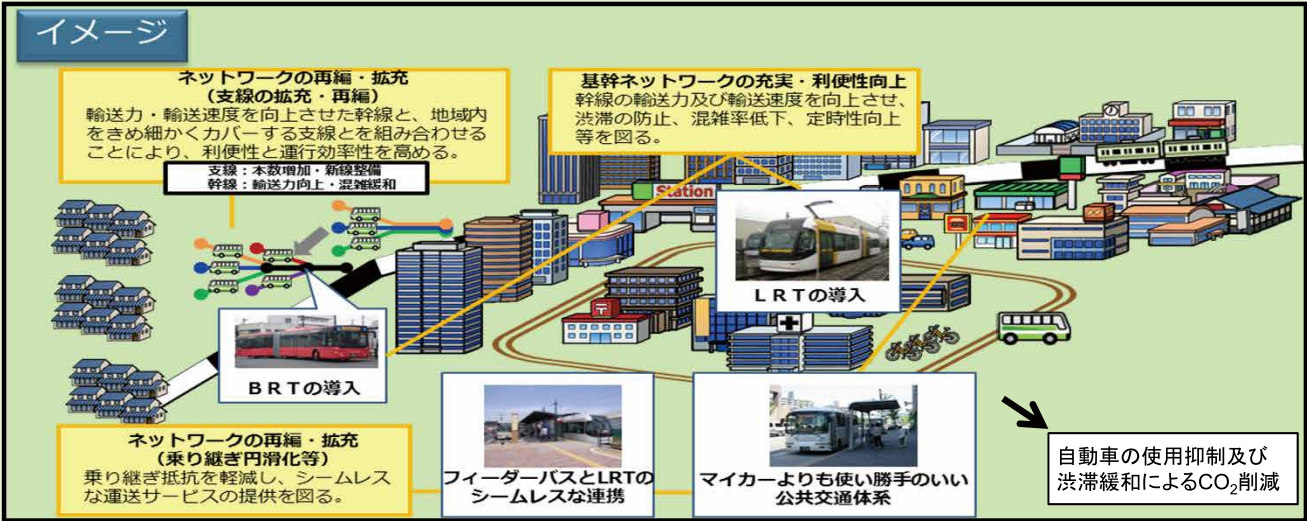 イメージ
ネットワークの再編・拡充
(支線の拡充・再編)
輸送力・輸送速度を向上させた幹線と、地域内
をきめ細かくカバーする支線とを組み合わせる
ことにより、利便性と運行効率性を高める。
支線:本数増加・新線整備
幹線:輸送力向上・混雑緩和
基幹ネットワークの充実・利便性向上
幹線の輸送力及び輸送速度を向上させ、
渋滞の防止、混雑率低下、定時性向上
等を図る。
Station
LRTの導入
BRTの導入
ネットワークの再編・拡充
(乗り継ぎ円滑化等)
乗り継ぎ抵抗を軽減し、シームレス
な運送サービスの提供を図る。
フィーダーバスとLRTの
シームレスな連携
マイカーよりも使い勝手のいい
公共交通体系
自動車の使用抑制及び
渋滞緩和によるCO₂削減